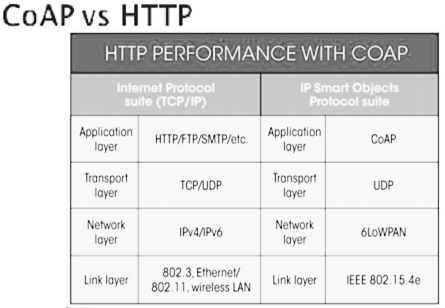 CoAP vs HTTP
HTTP PERFORMANCE WITH COAP
Internet Protocol
suite (TCP/IP)
IP Smart Objects
Protocol suite
Application
layer
HTTP/FTP/SMTP/etc.
Application
layer
CoAP
Transport
layer
TCP/UDP
Transport
layer
UDP
Network
layer
IPv4/IPv6
Network
layer
6LoWPAN
Link layer
802.3, Ethernet/
802.11, wireless LAN
Link layer
IEEE 802.15.4e